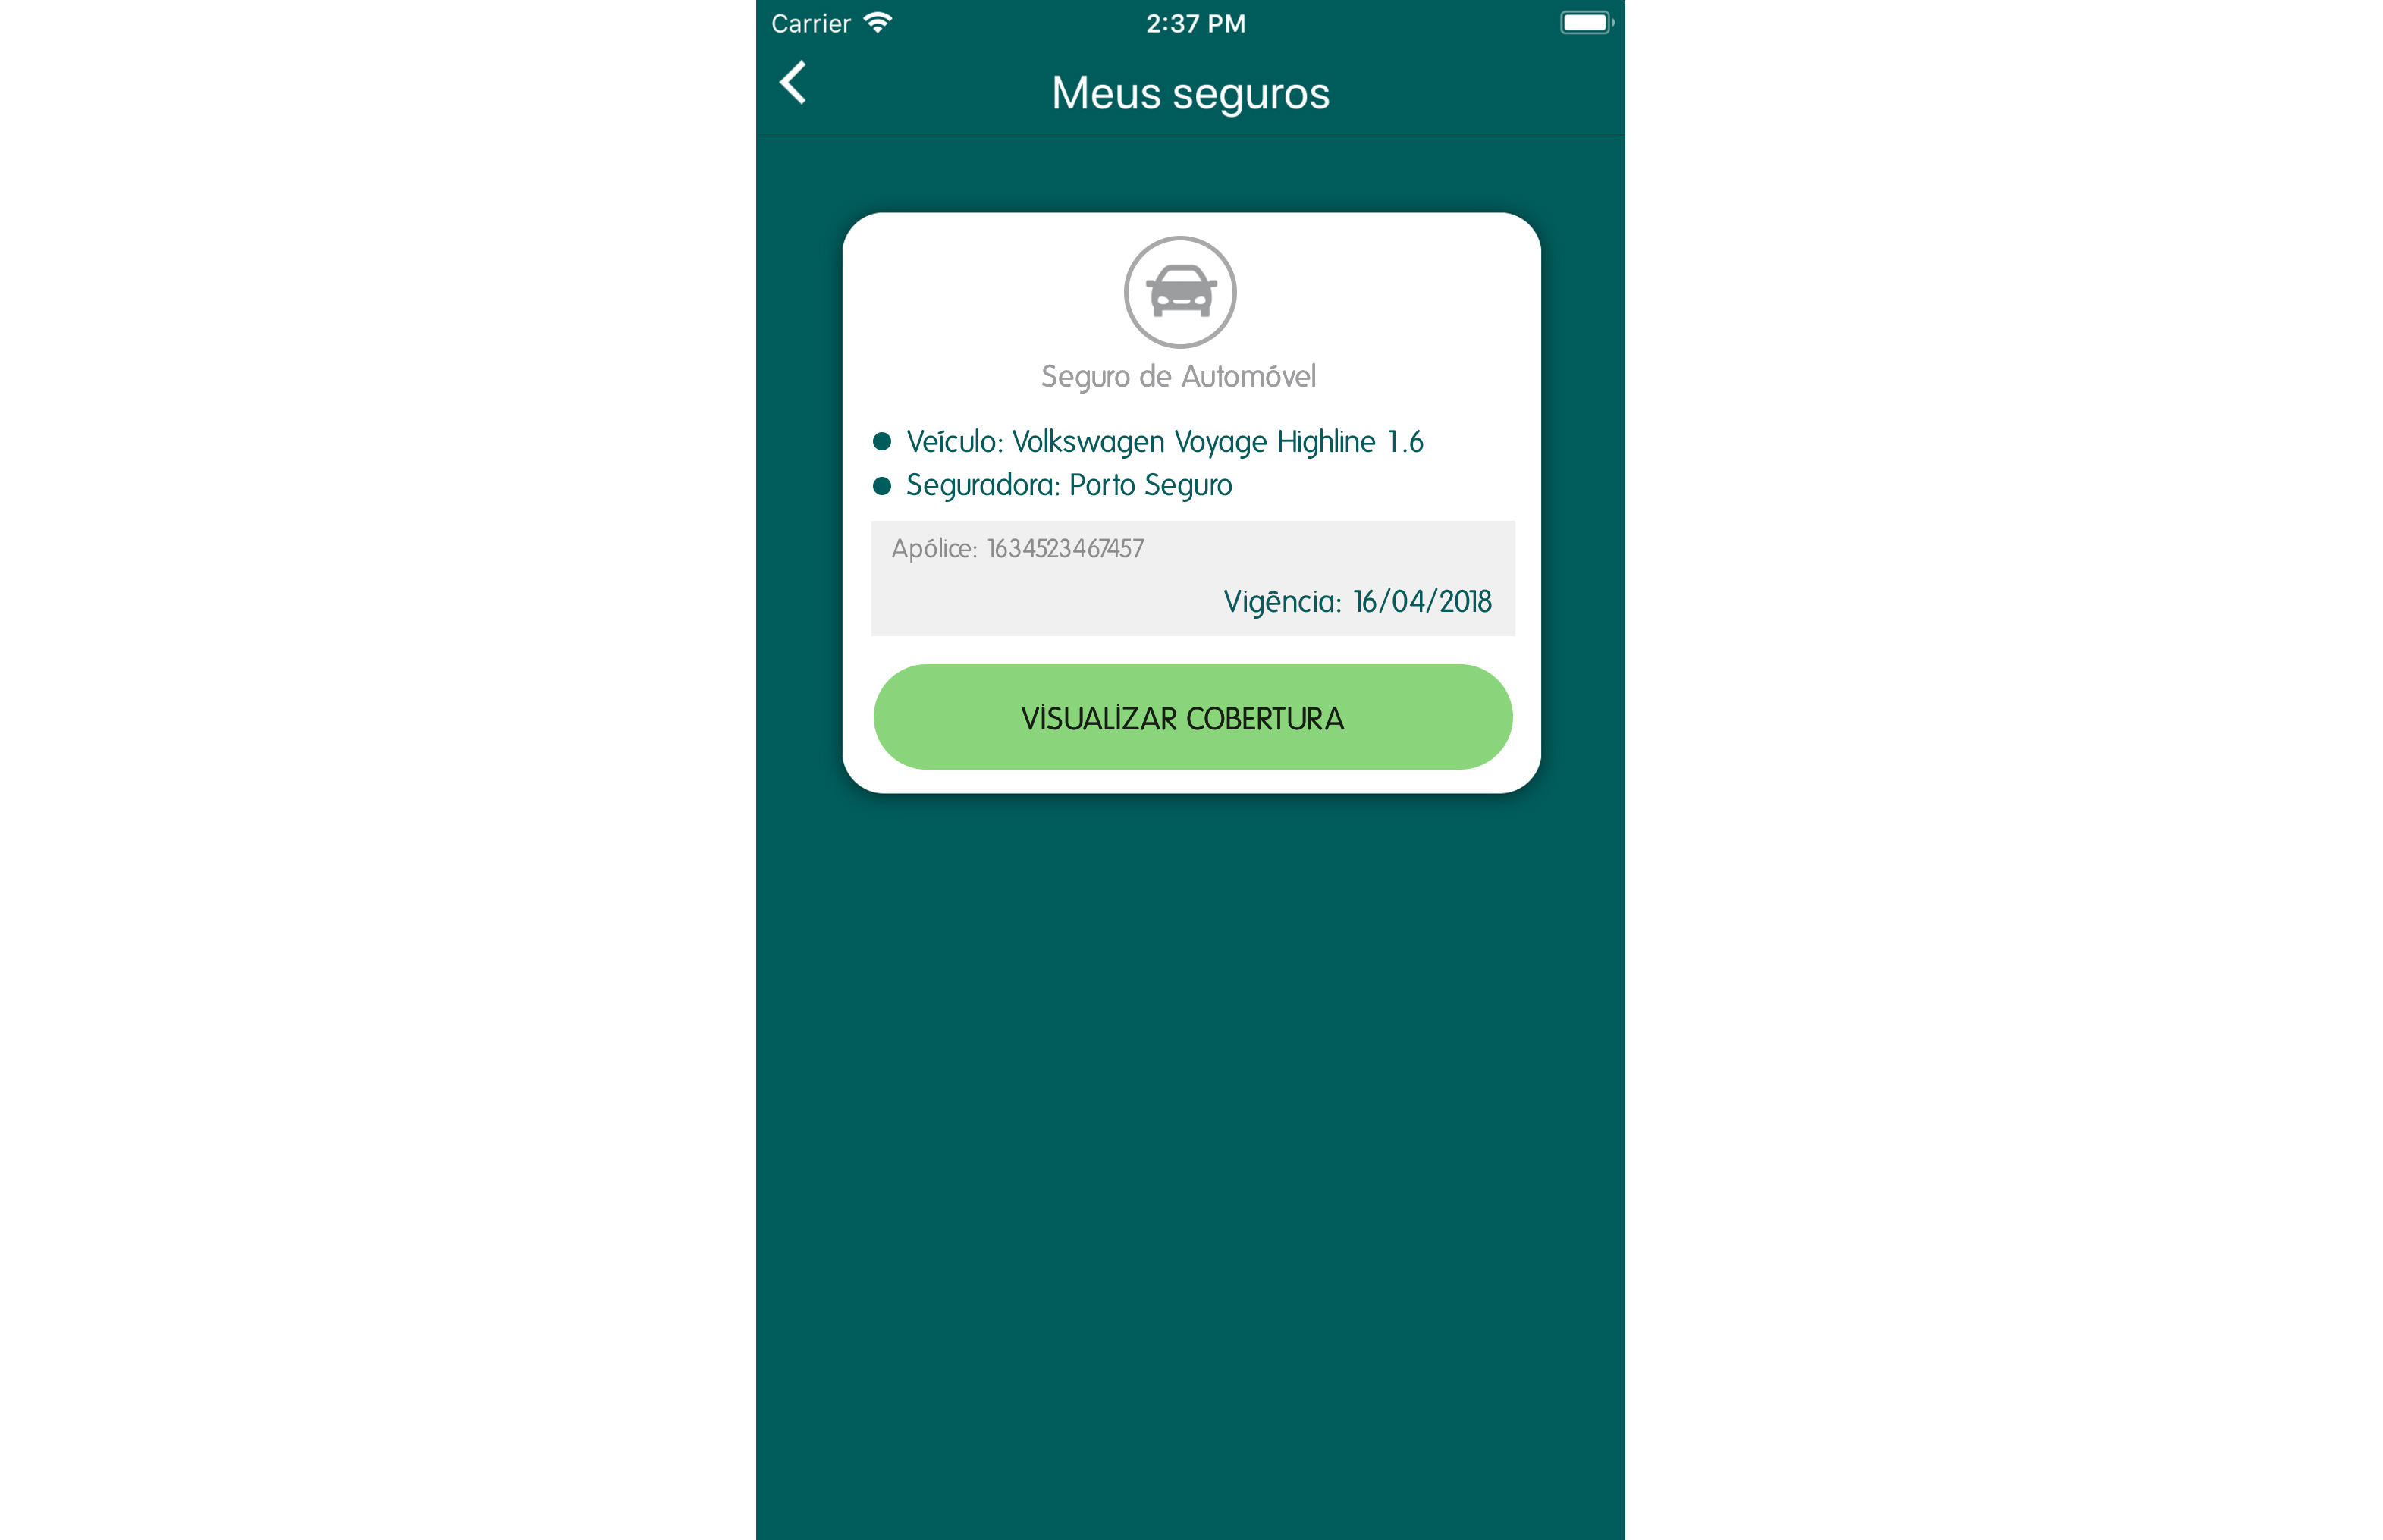 Carrier 2:37 PM
Meus seguros
Seguro de Automóvel
Veículo: Volkswagen Voyage Highline 1.6
Seguradora: Porto Seguro
Apólice: 1634523467457
Vigência: 16/04/2018
VISUALIZAR COBERTURA